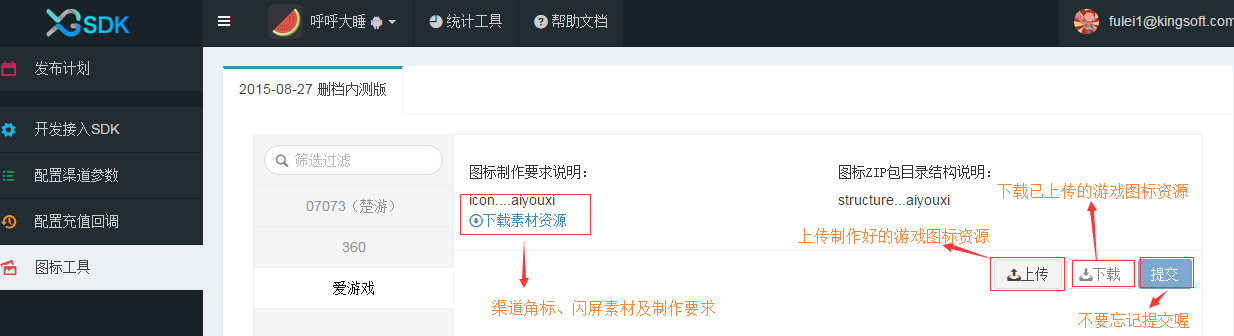 XGSDK
呼呼大睡
统计工具
帮助文档
fulei1@kingsoft.com
发布计划
开发接入SDK
配置渠道参数
配置充值回调
图标工具
2015-08-27 删档内测版
筛选过滤
07073（楚游）
360
爱游戏
图标制作要求说明：
icon....aiyouxi
下载素材资源
渠道角标、闪屏素材及制作要求
图标ZIP包目录结构说明：
structure...aiyouxi
下载已上传的游戏图标资源
上传制作好的游戏图标资源
上传
下载
提交
不要忘记提交喔